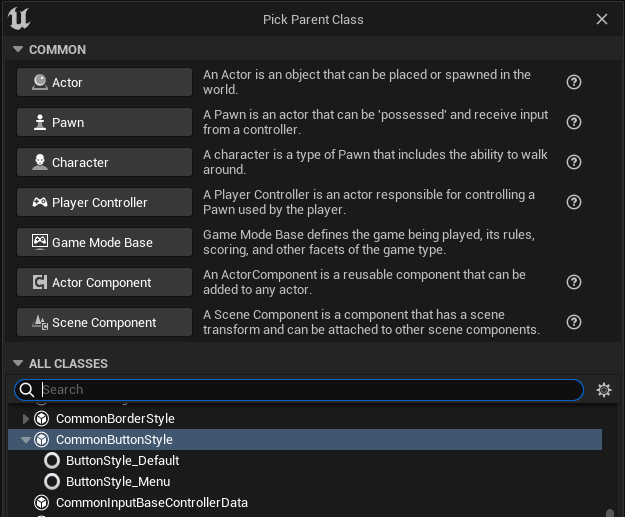 Pick Parent Class
COMMON
Actor
An Actor is an object that can be placed or spawned in the
world.
Pawn
A Pawn is an actor that can be 'possessed' and receive input
from a controller.
Character
A character is a type of Pawn that includes the ability to walk
around.
Player Controller
A Player Controller is an actor responsible for controlling a
Pawn used by the player.
Game Mode Base
Game Mode Base defines the game being played, its rules,
scoring, and other facets of the game type.
Actor Component
An ActorComponent is a reusable component that can be
added to any actor.
Scene Component
A Scene Component is a component that has a scene
transform and can be attached to other scene components.
ALL CLASSES
Search
CommonBorderStyle
CommonButtonStyle
ButtonStyle_Default
ButtonStyle_Menu
CommonInputBaseControllerData